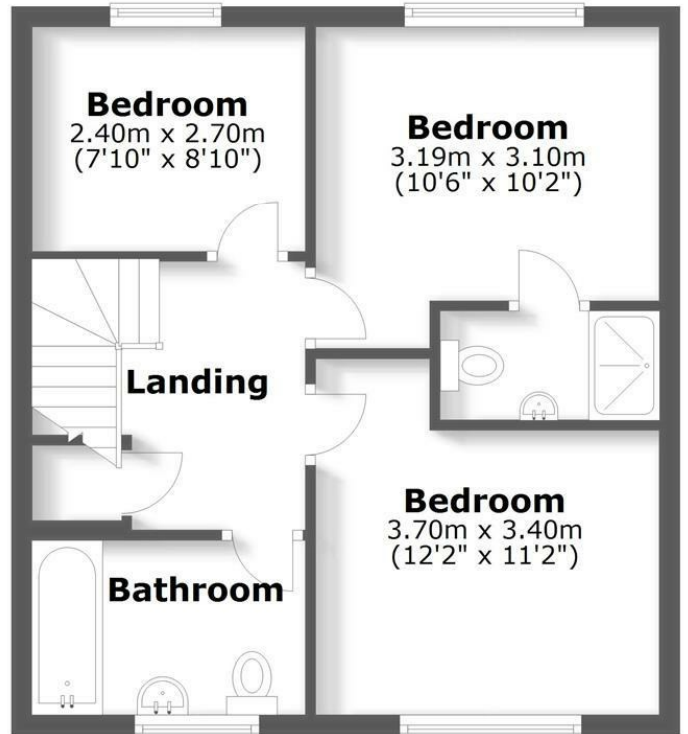 Bedroom
2.40m x 2.70m
(7'10" x 8'10")
Bedroom
3.19m x 3.10m
(10'6" x 10'2")
Landing
Bedroom
3.70m x 3.40m
(12'2" x 11'2")
Bathroom